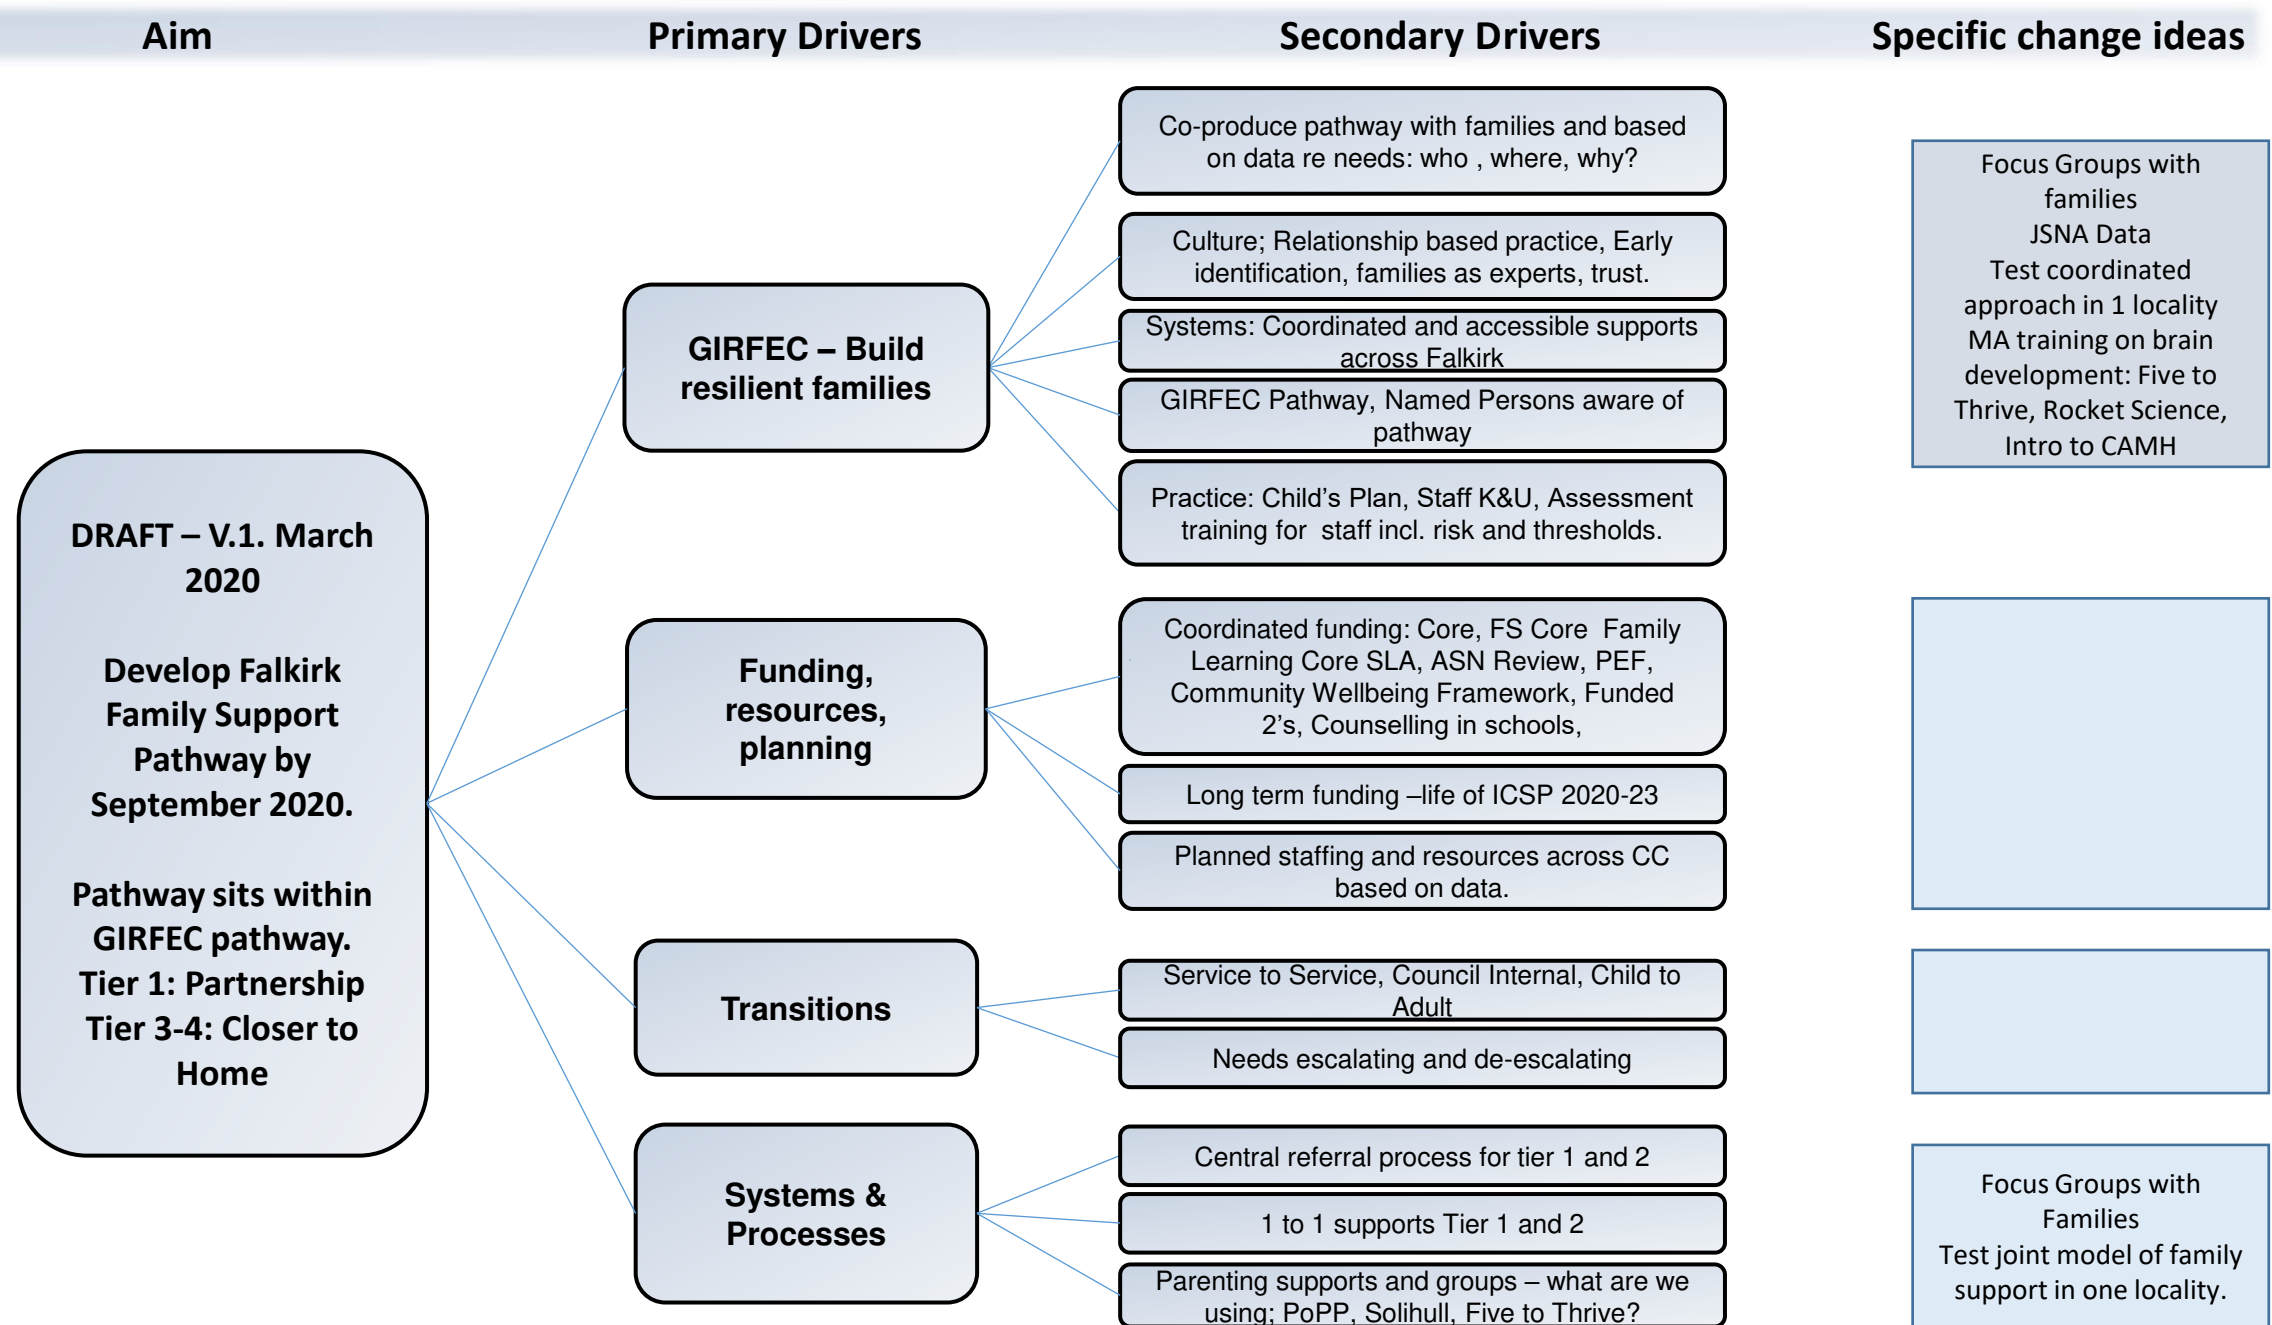 Aim
Primary Drivers
Secondary Drivers
Specific change ideas
DRAFT – V.1. March
2020
Develop Falkirk
Family Support
Pathway by
September 2020.
Pathway sits within
GIRFEC pathway.
Tier 1: Partnership
Tier 3-4: Closer to
Home
GIRFEC – Build
resilient families
Co-produce pathway with families and based
on data re needs: who , where, why?
Culture; Relationship based practice, Early
identification, families as experts, trust.
Systems: Coordinated and accessible supports
across Falkirk
GIRFEC Pathway, Named Persons aware of
pathway
Practice: Child's Plan, Staff K&U, Assessment
training for  staff incl. risk and thresholds.
Focus Groups with
families
JSNA Data
Test coordinated
approach in 1 locality
MA training on brain
development: Five to
Thrive, Rocket Science,
Intro to CAMH
Funding,
resources,
planning
Coordinated funding: Core, FS Core  Family
Learning Core SLA, ASN Review, PEF,
Community Wellbeing Framework, Funded
2's, Counselling in schools,
Long term funding –life of ICSP 2020-23
Planned staffing and resources across CC
based on data.
Transitions
Service to Service, Council Internal, Child to
Adult
Needs escalating and de-escalating
Systems &
Processes
Central referral process for tier 1 and 2
1 to 1 supports Tier 1 and 2
Parenting supports and groups – what are we
using; PoPP, Solihull, Five to Thrive?
Focus Groups with
Families
Test joint model of family
support in one locality.